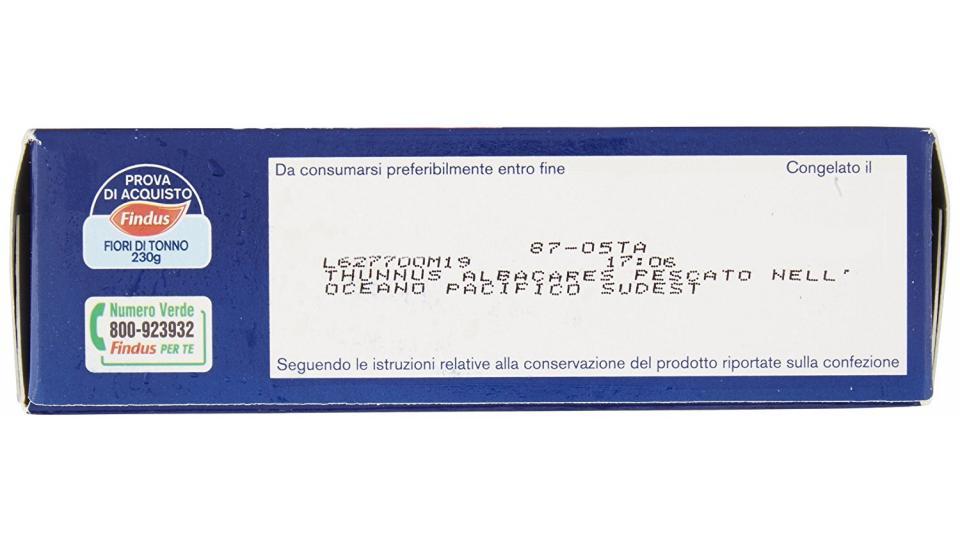 PROVA
DI ACQUISTO
Findus
FIORI DI TONNO
230g
Numero Verde
800-923932
Findus PER TE
Da consumarsi preferibilmente entro fine
Congelato il
87-05TA
L62770OM19 17:06
THUNNUS ALBACARES PESCATO NELL'
OCEANO PACIFICO SUDEST
Seguendo le istruzioni relative alla conservazione del prodotto riportate sulla confezione